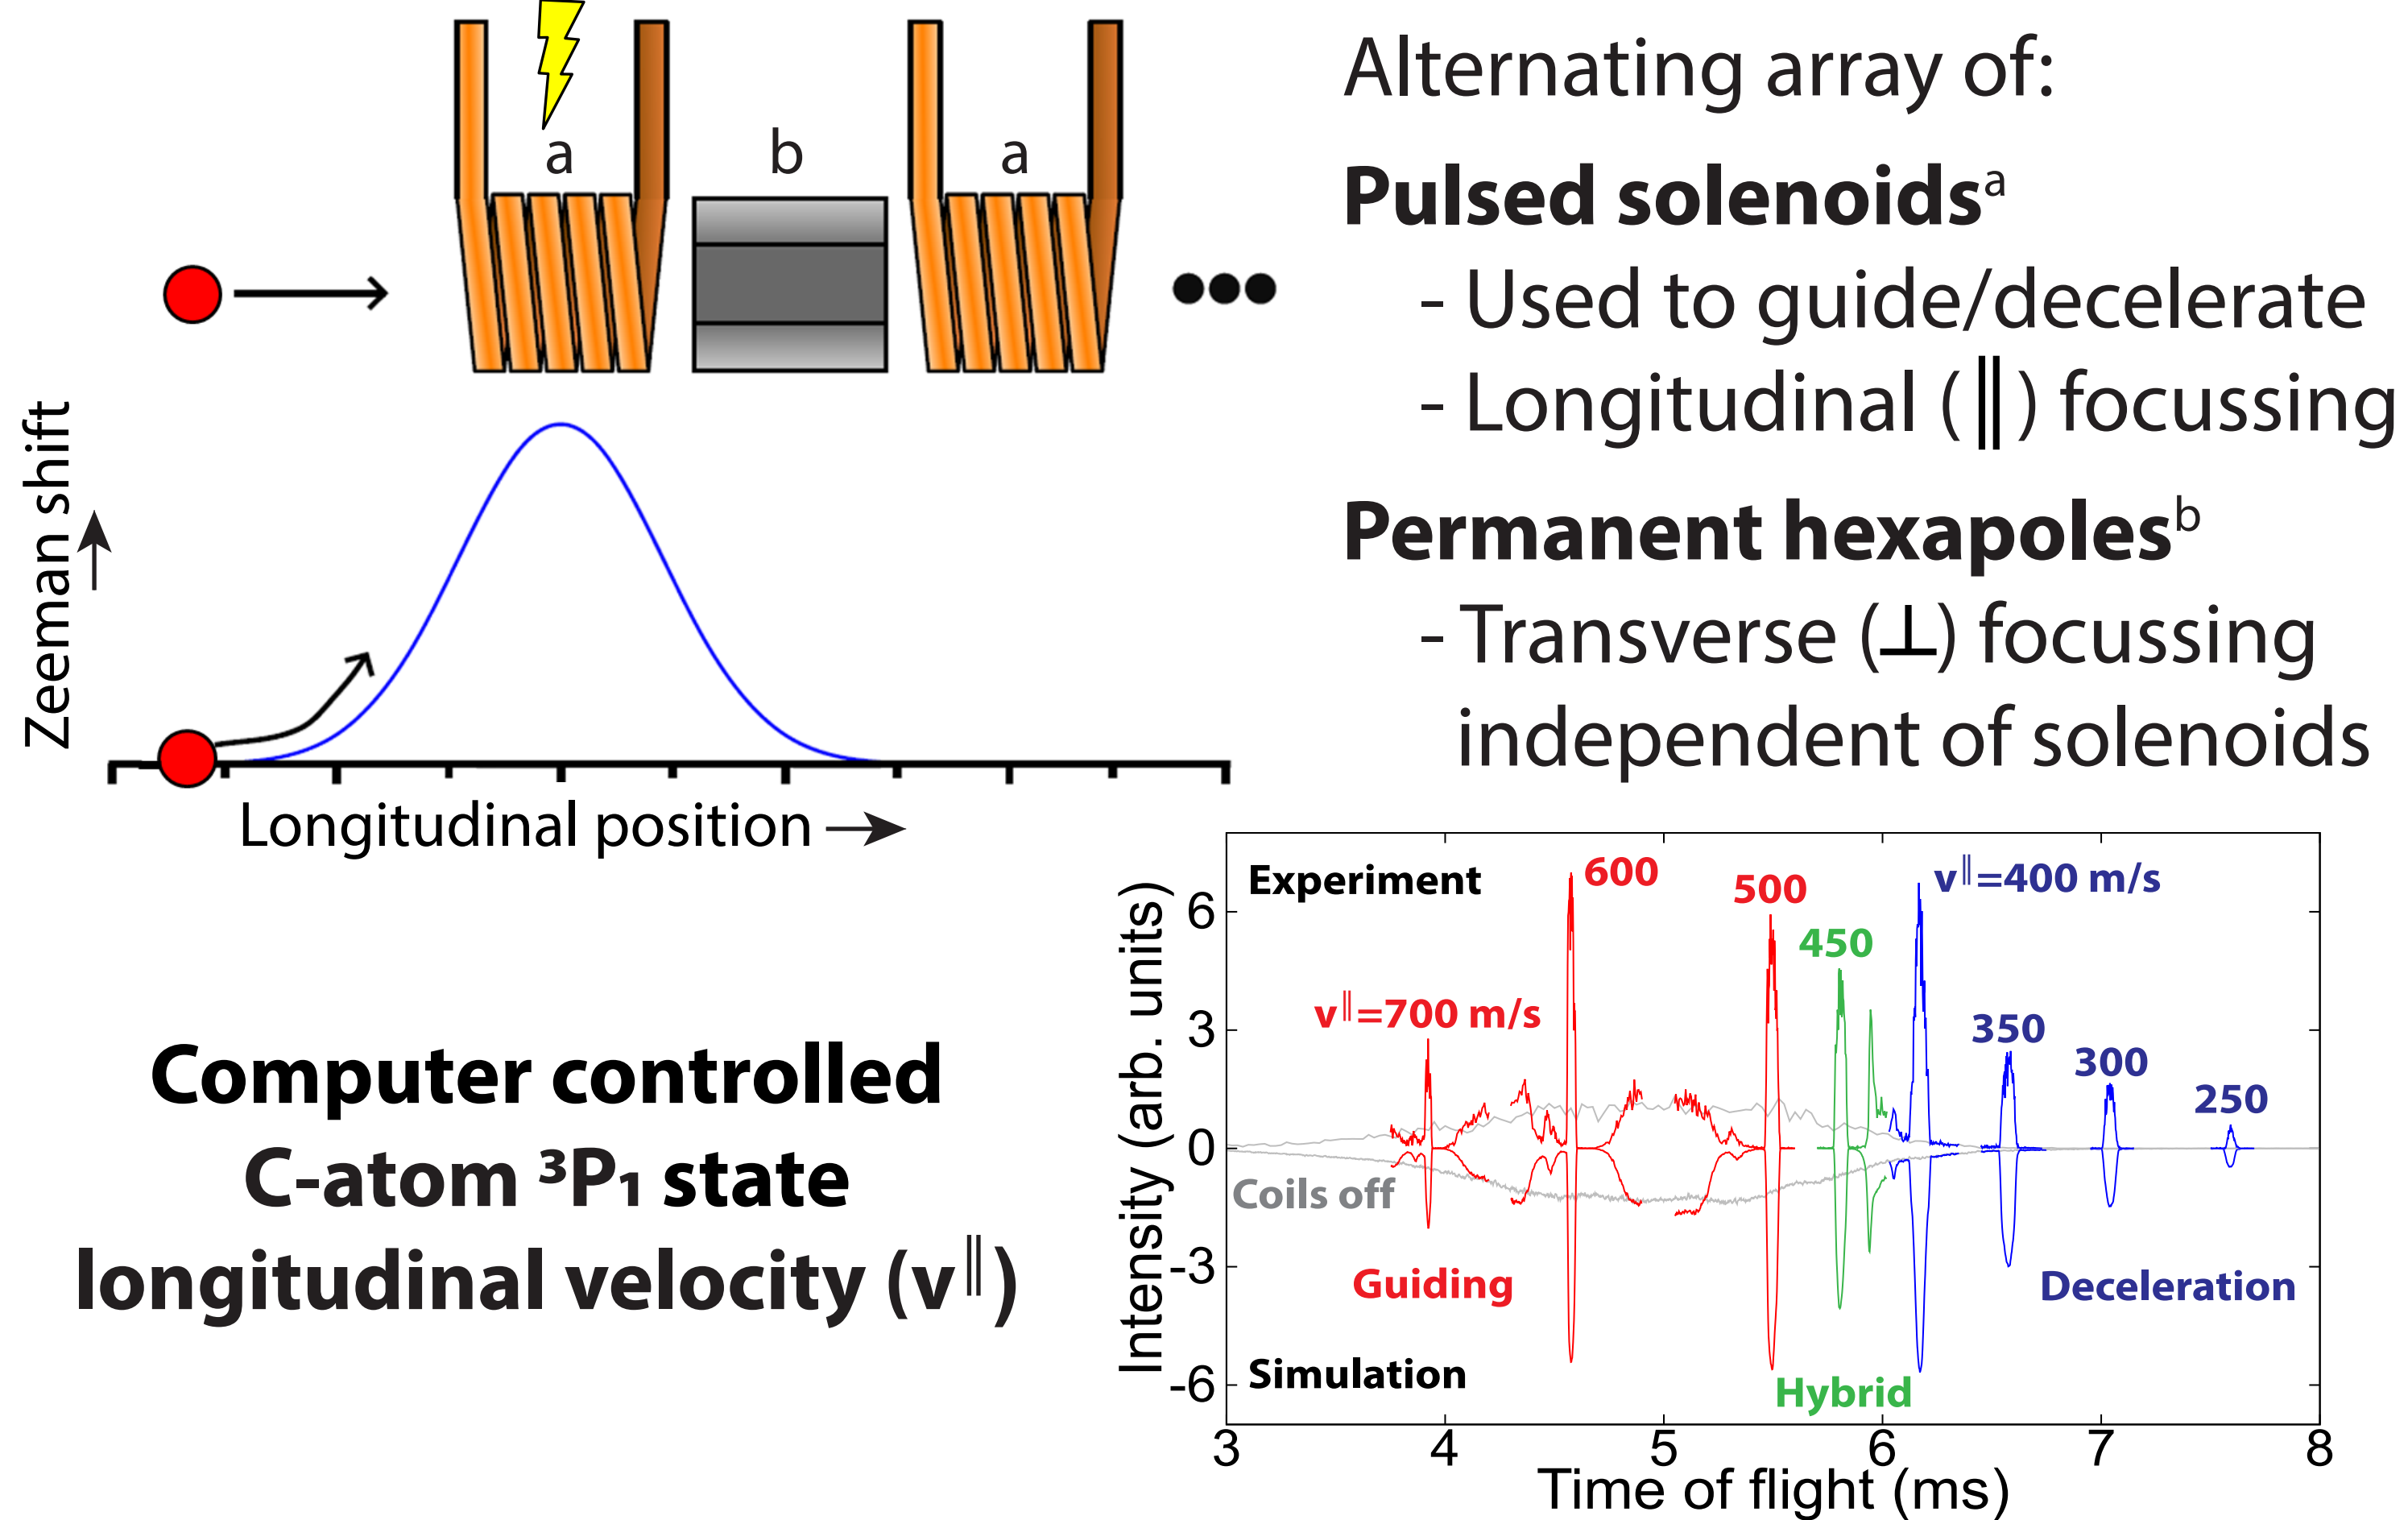 a
b
a
Zeeman shift
Longitudinal position
Alternating array of:
Pulsed solenoidsᵃ
- Used to guide/decelerate
- Longitudinal (∥) focussing
Permanent hexapolesᵇ
- Transverse (⊥) focussing
independent of solenoids
Computer controlled
C-atom ³P₁ state
longitudinal velocity (v∥)
Intensity (arb. units)
6
3
0
-3
-6
Experiment
v∥=700 m/s
600
500
450
v∥=400 m/s
350
300
250
Coils off
Guiding
Deceleration
Simulation
Hybrid
3
4
5
6
7
8
Time of flight (ms)